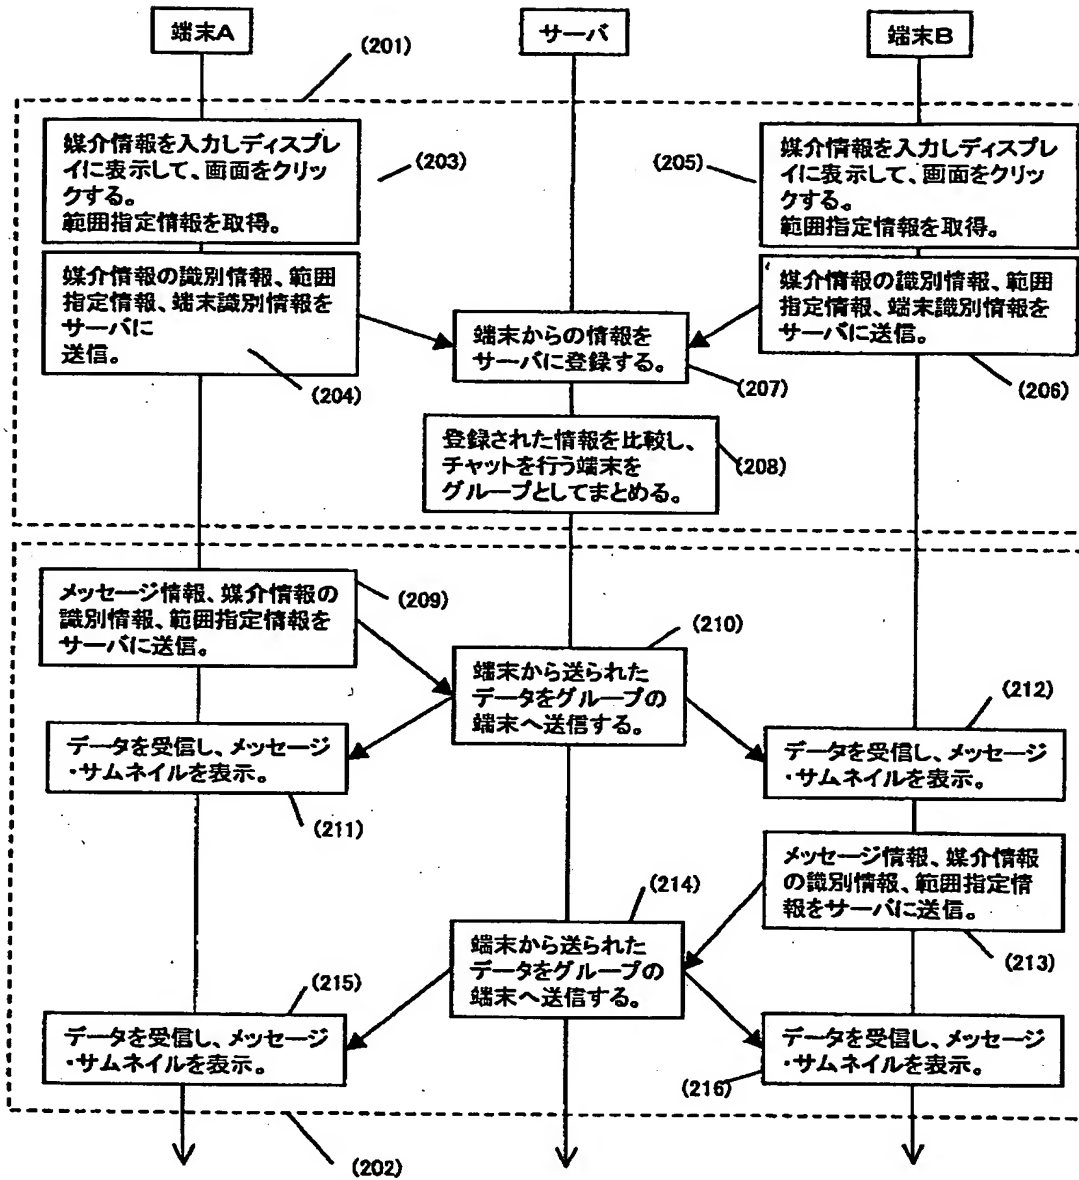 端末A
サーバ
端末B
(201)
媒介情報を入力しディスプレ
イに表示して、画面をクリッ
クする。
範囲指定情報を取得。
(203)
(205)
媒介情報を入力しディスプレ
イに表示して、画面をクリッ
クする。
範囲指定情報を取得。
媒介情報の識別情報、範囲
指定情報、端末識別情報を
サーバに
送信。
(204)
端末からの情報を
サーバに登録する。
(207)
媒介情報の識別情報、範囲
指定情報、端末識別情報を
サーバに送信。
(206)
登録された情報を比較し、
チャットを行う端末を
グループとしてまとめる。
(208)
メッセージ情報、媒介情報の
識別情報、範囲指定情報を
サーバに送信。
(209)
(210)
端末から送られた
データをグループの
端末へ送信する。
(212)
データを受信し、メッセージ
・サムネイルを表示。
(211)
データを受信し、メッセージ
・サムネイルを表示。
メッセージ情報、媒介情報
の識別情報、範囲指定情
報をサーバに送信。
(213)
(214)
端末から送られた
データをグループの
端末へ送信する。
(215)
データを受信し、メッセージ
・サムネイルを表示。
データを受信し、メッセージ
・サムネイルを表示。
(216)
(202)